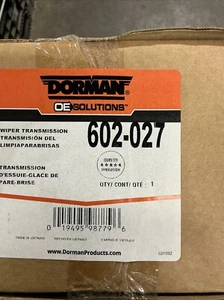 DORMAN®
OE SOLUTIONS™
WIPER TRANSMISSION
TRANSMISIÓN DEL
LIMPIAPARABRISAS
602-027
TRANSMISSION
D'ESSUIE-GLACE DE
PARE-BRISE
QTY/ CONT/ QTÉ : 1
0 19495 98779 6
www.DormanProducts.com